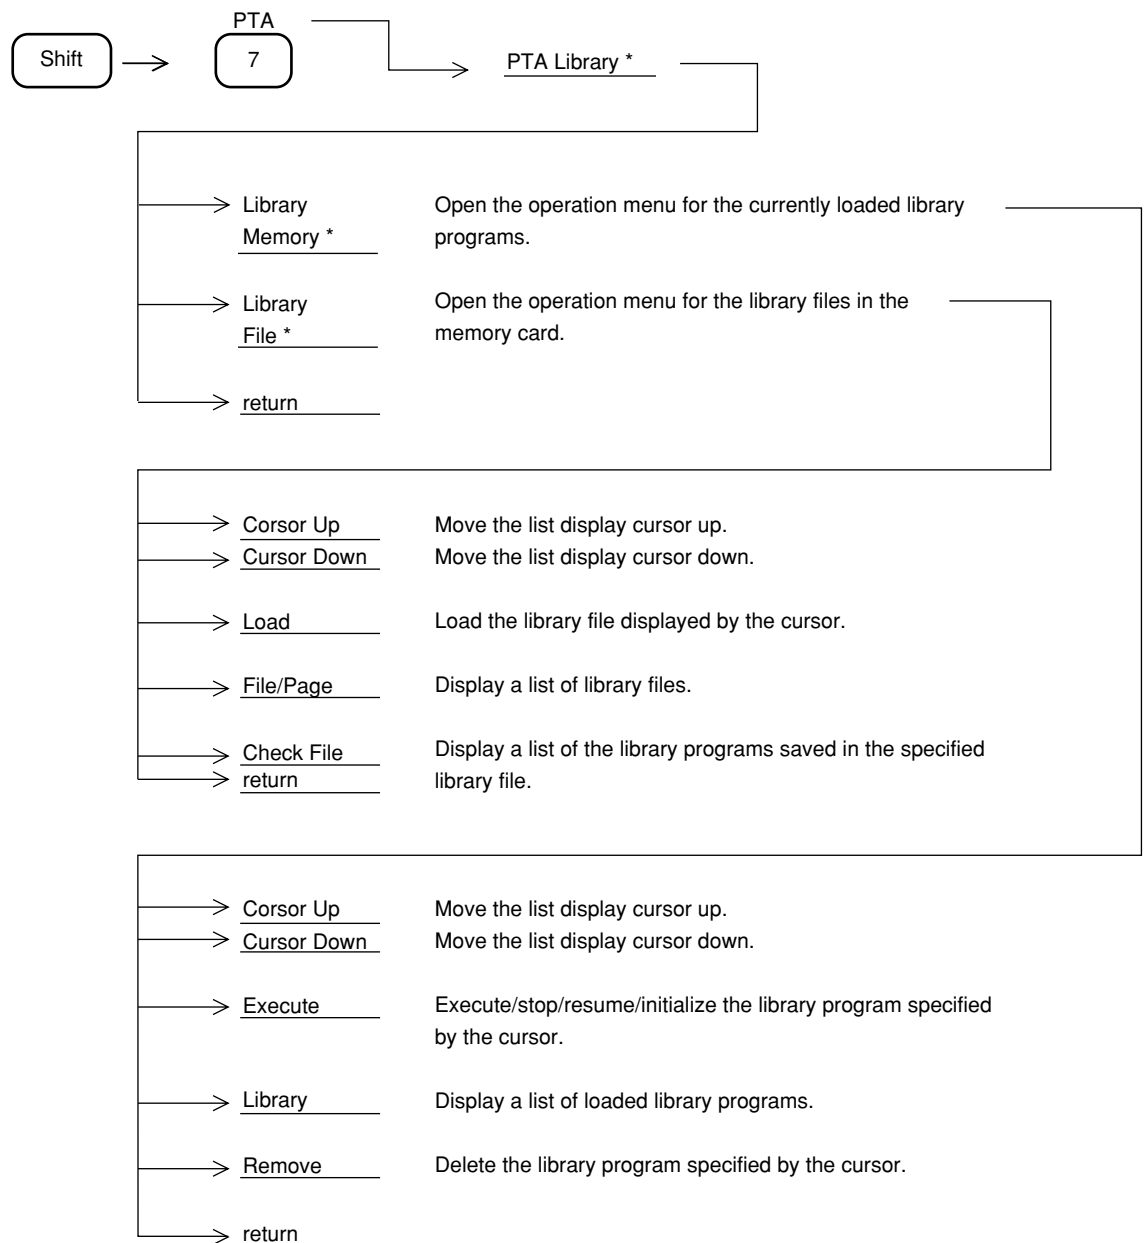 PTA
Shift
7
PTA Library *
Library
Memory *
Open the operation menu for the currently loaded library
programs.
Library
File *
Open the operation menu for the library files in the
memory card.
return
Corsor Up
Move the list display cursor up.
Cursor Down
Move the list display cursor down.
Load
Load the library file displayed by the cursor.
File/Page
Display a list of library files.
Check File
Display a list of the library programs saved in the specified
library file.
return
Corsor Up
Move the list display cursor up.
Cursor Down
Move the list display cursor down.
Execute
Execute/stop/resume/initialize the library program specified
by the cursor.
Library
Display a list of loaded library programs.
Remove
Delete the library program specified by the cursor.
return